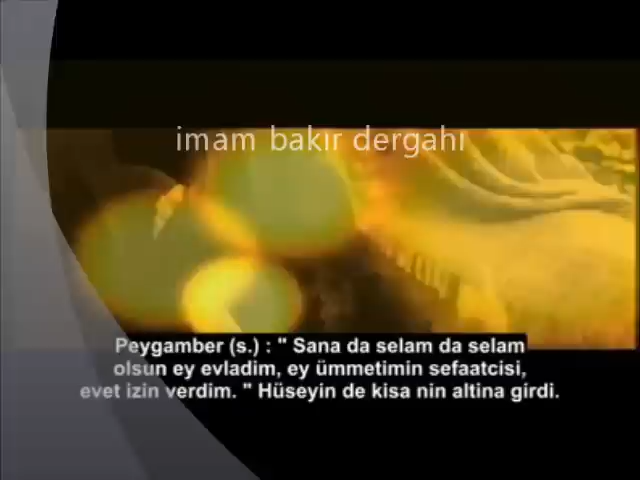 imam bakır dergahı
Peygamber (s.) : " Sana da selam da selam
olsun ey evladim, ey ümmetimin sefaatcisi,
evet izin verdim. " Hüseyin de kisa nin altina girdi.